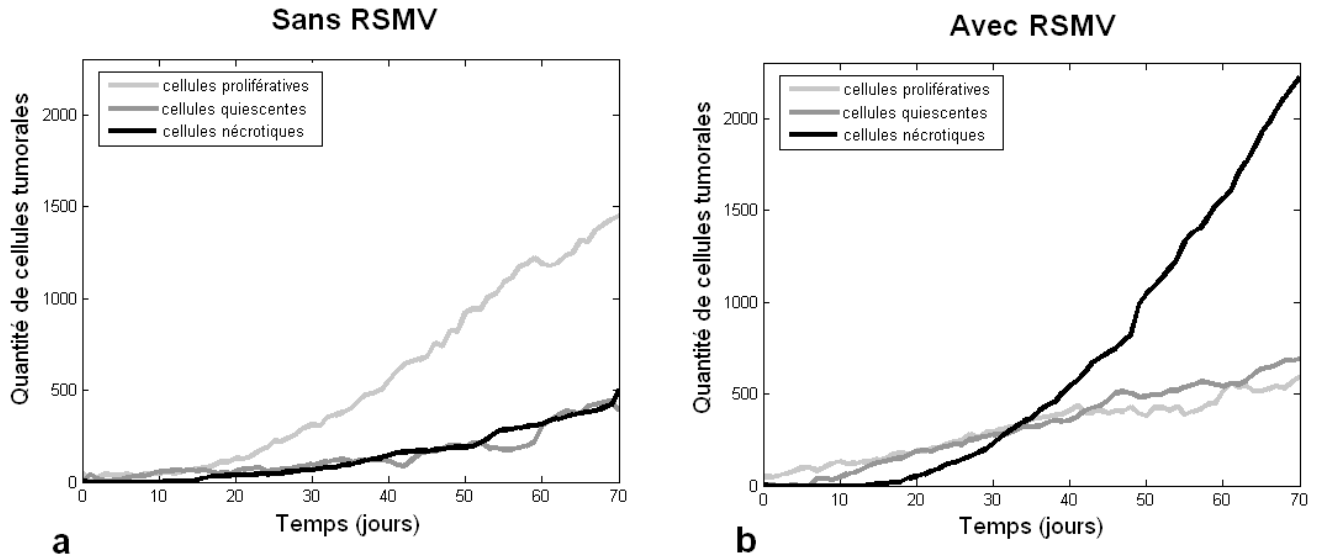 Sans RSMV
Quantité de cellules tumorales
2000
1500
1000
500
0
cellules prolifératives
cellules quiescentes
cellules nécrotiques
0 10 20 30 40 50 60 70
Temps (jours)
a
Avec RSMV
Quantité de cellules tumorales
2000
1500
1000
500
0
cellules prolifératives
cellules quiescentes
cellules nécrotiques
0 10 20 30 40 50 60 70
Temps (jours)
b